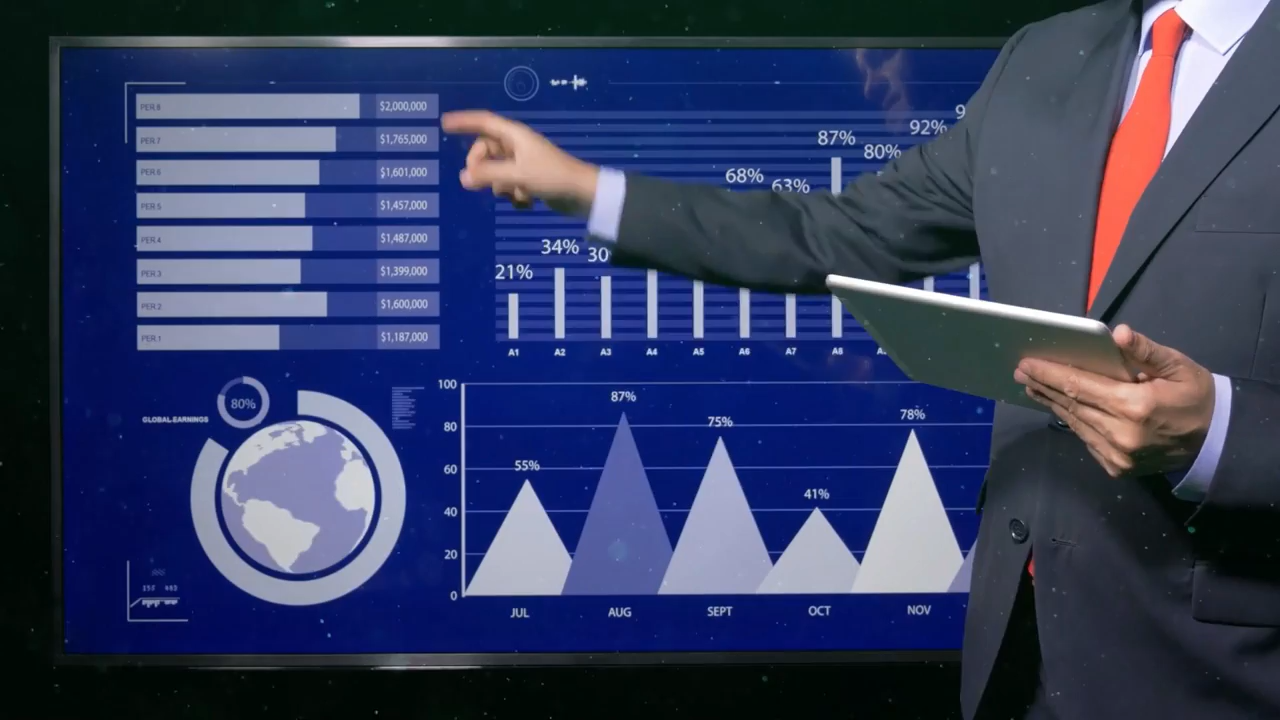 PER.8 $2,000,000
PER.7 $1,765,000
PER.6 $1,601,000
PER.5 $1,457,000
PER.4 $1,487,000
PER.3 $1,399,000
PER.2 $1,600,000
PER.1 $1,187,000
92%
87%
80%
68%
63%
34%
30
21%
A1 A2 A3 A4 A5 A6 A7 A8
80%
GLOBAL EARNINGS
100
80
60
40
20
0
87%
75%
78%
55%
41%
JUL AUG SEPT OCT NOV